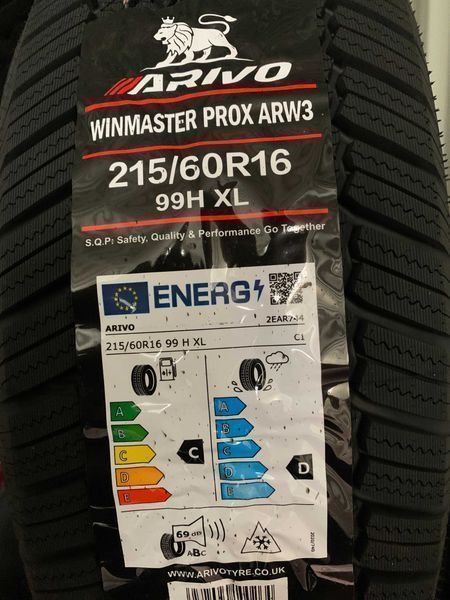 ARIVO
WINMASTER PROX ARW3
215/60R16
99H XL
S.Q.P: Safety, Quality & Performance Go Together
ENERG
ARIVO 2EAR744
215/60R16 99 H XL C1
A A
B B
C C C
D D D
E E
69 dB
ABC
WWW.ARIVOTYRE.CO.UK